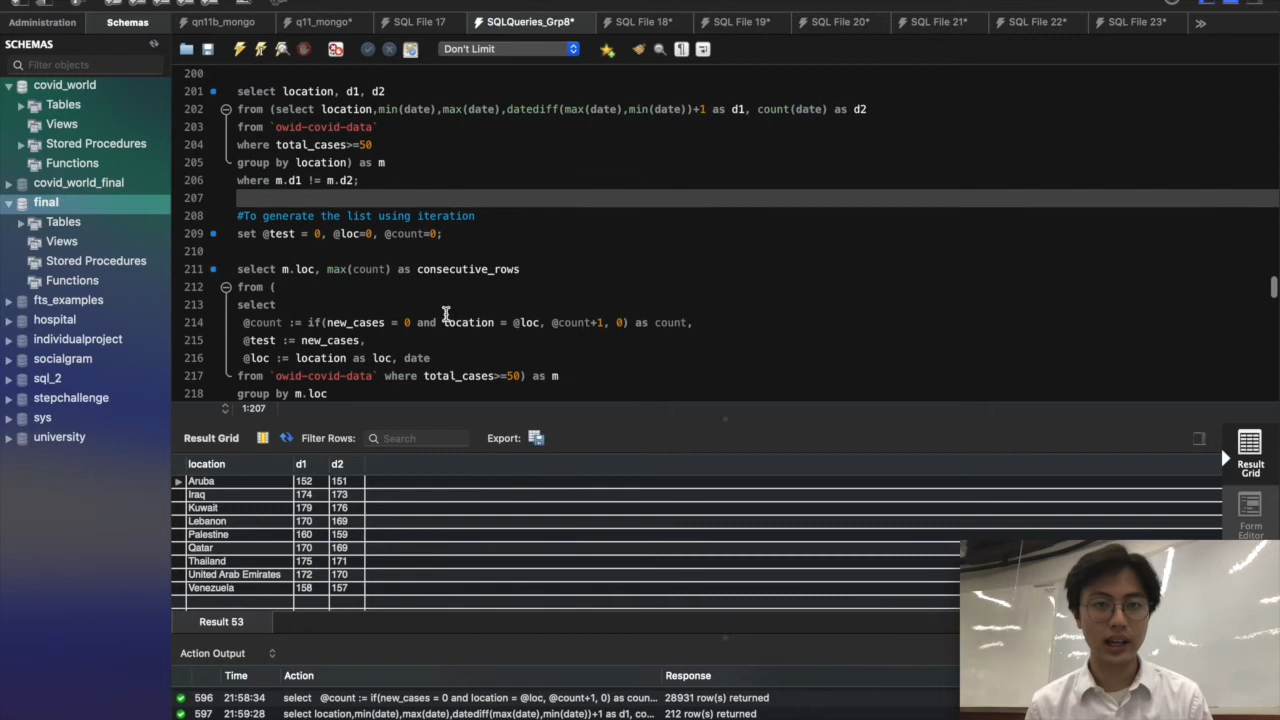 Administration Schemas qn11b_mongo q11_mongo* SQL File 17 SQLQueries_Grp8* SQL File 18* SQL File 19* SQL File 20* SQL File 21* SQL File 22* SQL File 23*
SCHEMAS
Filter objects
covid_world
Tables
Views
Stored Procedures
Functions
covid_world_final
final
Tables
Views
Stored Procedures
Functions
fts_examples
hospital
individualproject
socialgram
sql_2
stepchallenge
sys
university
Don't Limit
200
201 select location, d1, d2
202 from (select location,min(date),max(date),datediff(max(date),min(date))+1 as d1, count(date) as d2
203 from `owid-covid-data`
204 where total_cases>=50
205 group by location) as m
206 where m.d1 != m.d2;
207
208 #To generate the list using iteration
209 set @test = 0, @loc=0, @count=0;
210
211 select m.loc, max(count) as consecutive_rows
212 from (
213 select
214 @count := if(new_cases = 0 and location = @loc, @count+1, 0) as count,
215 @test := new_cases,
216 @loc := location as loc, date
217 from `owid-covid-data` where total_cases>=50) as m
218 group by m.loc
1:207
Result Grid Filter Rows: Search Export:
location d1 d2
Aruba 152 151
Iraq 174 173
Kuwait 179 176
Lebanon 170 169
Palestine 160 159
Qatar 170 169
Thailand 175 171
United Arab Emirates 172 170
Venezuela 158 157
Result Grid
Form Editor
Result 53
Action Output
Time Action Response
596 21:58:34 select @count := if(new_cases = 0 and location = @loc, @count+1, 0) as coun... 28931 row(s) returned
597 21:59:28 select location,min(date),max(date),datediff(max(date),min(date))+1 as d1, co... 212 row(s) returned